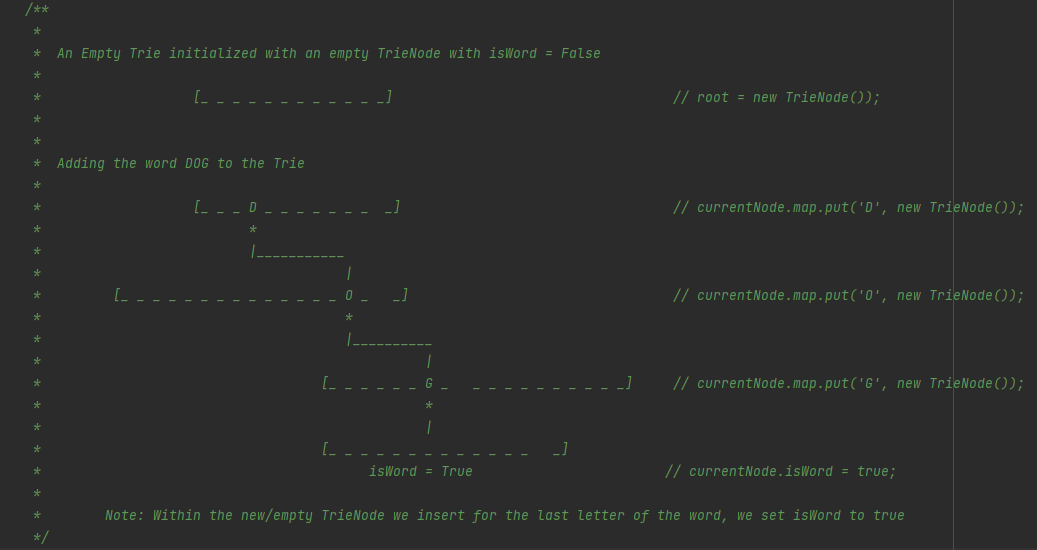 /**
 *
 *  An Empty Trie initialized with an empty TrieNode with isWord = False
 *
 *                   [_ _ _ _ _ _ _ _ _ _ _ _]                                   // root = new TrieNode());
 *
 *
 *  Adding the word DOG to the Trie
 *
 *                   [_ _ _ D _ _ _ _ _ _ _  _]                                  // currentNode.map.put('D', new TrieNode());
 *                          *
 *                          |___________
 *                                      |
 *         [_ _ _ _ _ _ _ _ _ _ _ _ _ _ O _   _]                                 // currentNode.map.put('O', new TrieNode());
 *                                      *
 *                                      |__________
 *                                                |
 *                                   [_ _ _ _ _ _ G _   _ _ _ _ _ _ _ _ _ _]     // currentNode.map.put('G', new TrieNode());
 *                                                *
 *                                                |
 *                                   [_ _ _ _ _ _ _ _ _ _ _ _ _   _]
 *                                         isWord = True                        // currentNode.isWord = true;
 *
 *        Note: Within the new/empty TrieNode we insert for the last letter of the word, we set isWord to true
 */